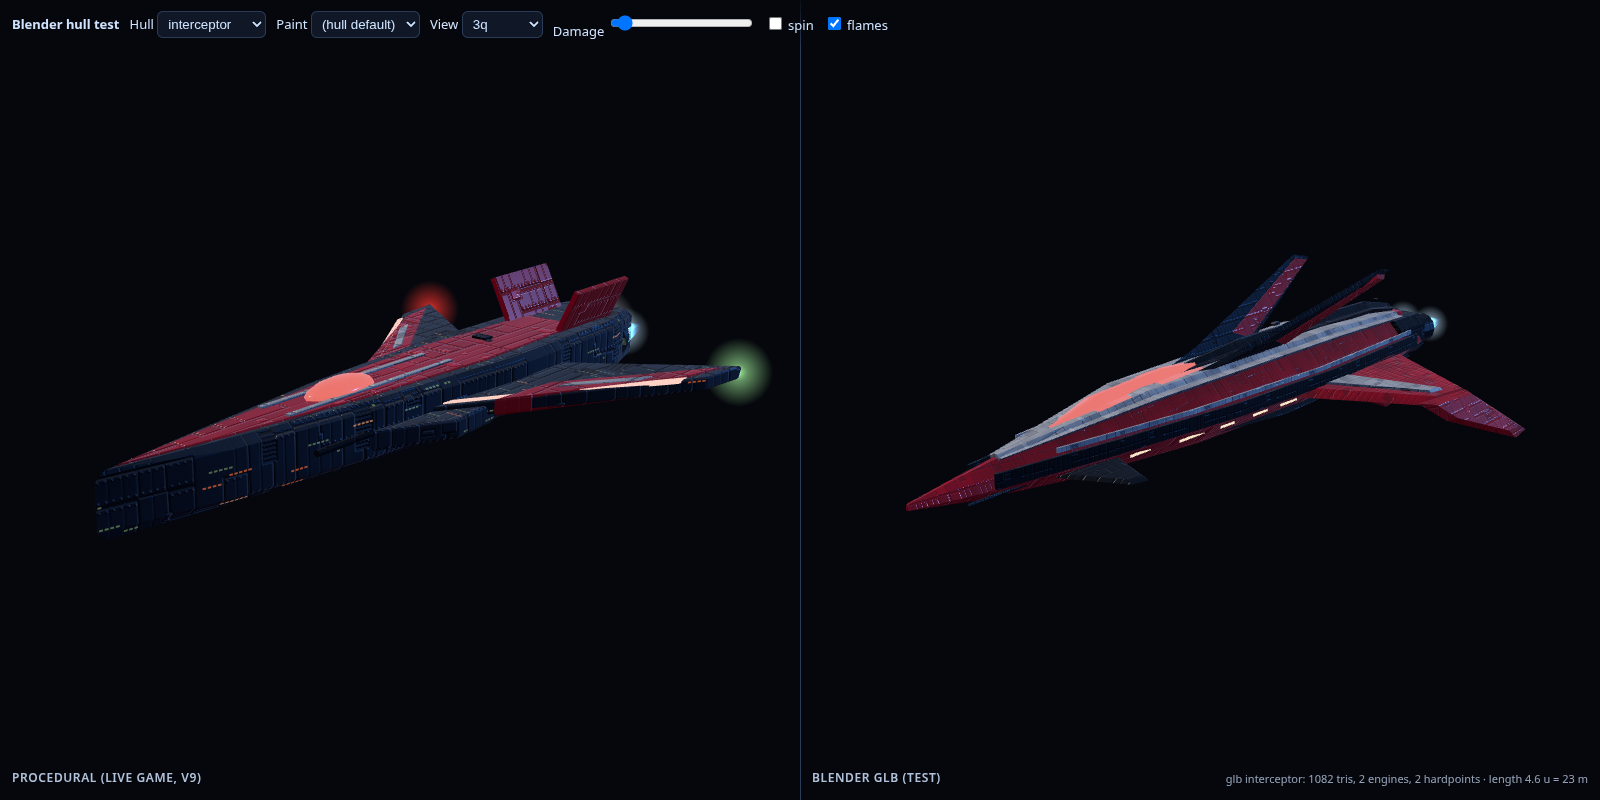 Blender hull test Hull interceptor Paint (hull default) View 3q Damage spin flames
PROCEDURAL (LIVE GAME, V9)
BLENDER GLB (TEST)
glb interceptor: 1082 tris, 2 engines, 2 hardpoints · length 4.6 u = 23 m